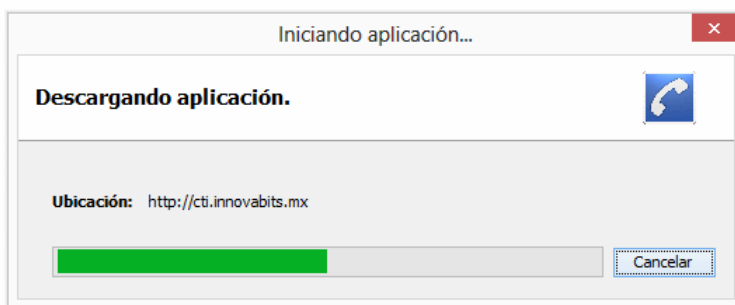 Iniciando aplicación...
Descargando aplicación.
Ubicación: http://cti.innovabits.mx
Cancelar